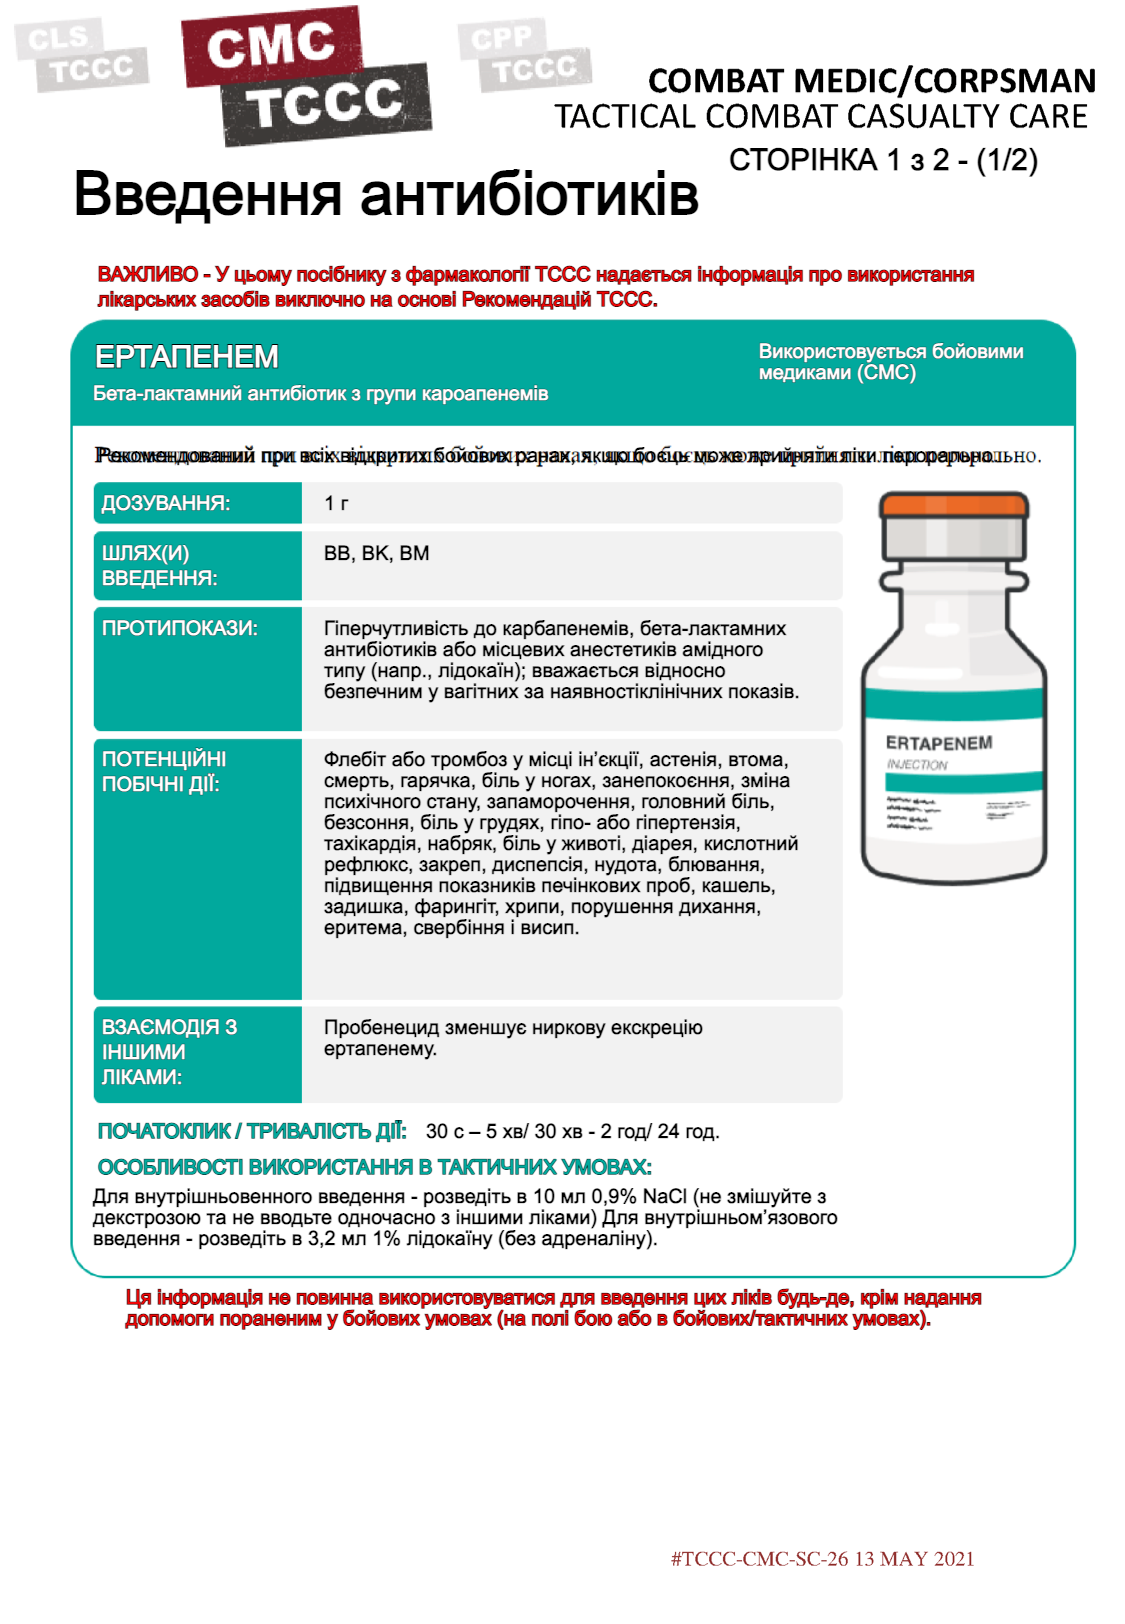 CLS
TCCC
CMC
TCCC
CPP
TCCC
COMBAT MEDIC/CORPSMAN
TACTICAL COMBAT CASUALTY CARE
СТОРІНКА 1 з 2 - (1/2)
Введення антибіотиків
ВАЖЛИВО - У цьому посібнику з фармакології ТССС надається інформація про використання
лікарських засобів виключно на основі Рекомендацій ТССС.
ЕРТАПЕНЕМ
Бета-лактамний антибіотик з групи кароапенемів
Використовується бойовими
медиками (СМС)
Рекомендований при всіх відкритих бойових ранах, якщо боєць не може прийняти ліки перорально.
ДОЗУВАННЯ:
1 г
ШЛЯХ(И)
ВВЕДЕННЯ:
ВВ, ВК, ВМ
ПРОТИПОКАЗИ:
Гіперчутливість до карбапенемів, бета-лактамних
антибіотиків або місцевих анестетиків амідного
типу (напр., лідокаїн); вважається відносно
безпечним у вагітних за наявностіклінічних показів.
ПОТЕНЦІЙНІ
ПОБІЧНІ ДІЇ:
Флебіт або тромбоз у місці ін’єкції, астенія, втома,
смерть, гарячка, біль у ногах, занепокоєння, зміна
психічного стану, запаморочення, головний біль,
безсоння, біль у грудях, гіпо- або гіпертензія,
тахікардія, набряк, біль у животі, діарея, кислотний
рефлюкс, закреп, диспепсія, нудота, блювання,
підвищення показників печінкових проб, кашель,
задишка, фарингіт, хрипи, порушення дихання,
еритема, свербіння і висип.
ERTAPENEM
INJECTION
ВЗАЄМОДІЯ З
ІНШИМИ
ЛІКАМИ:
Пробенецид зменшує ниркову екскрецію
ертапенему.
ПОЧАТОКЛИК / ТРИВАЛІСТЬ ДІЇ: 30 с – 5 хв/ 30 хв - 2 год/ 24 год.
ОСОБЛИВОСТІ ВИКОРИСТАННЯ В ТАКТИЧНИХ УМОВАХ:
Для внутрішньовенного введення - розведіть в 10 мл 0,9% NaCl (не змішуйте з
декстрозою та не вводьте одночасно з іншими ліками) Для внутрішньом’язового
введення - розведіть в 3,2 мл 1% лідокаїну (без адреналіну).
Ця інформація не повинна використовуватися для введення цих ліків будь-де, крім надання
допомоги пораненим у бойових умовах (на полі бою або в бойових/тактичних умовах).
#TCCC-CMC-SC-26 13 MAY 2021